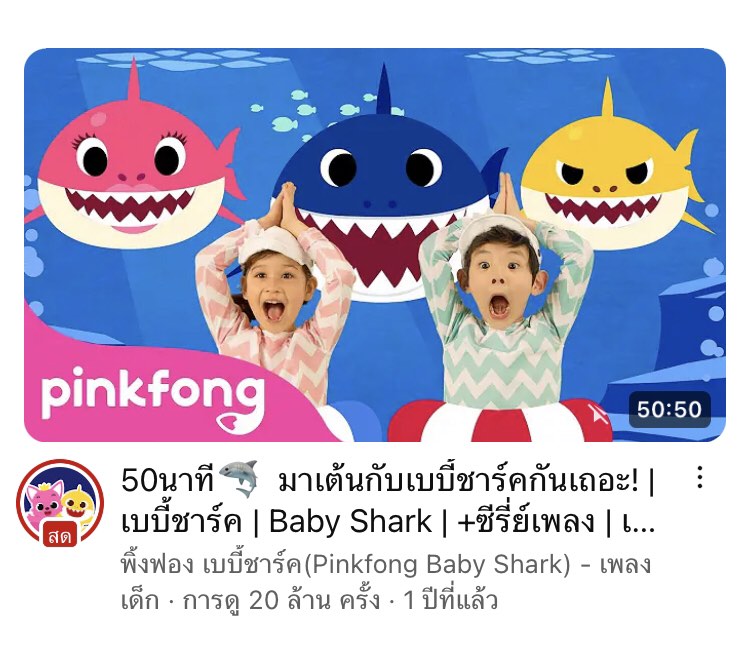 pinkfong
50:50
50นาที🦈 มาเต้นกับเบบี้ชาร์คกันเถอะ! |
เบบี้ชาร์ค | Baby Shark | +ซีรี่ย์เพลง | เ...
สด
พิ้งฟอง เบบี้ชาร์ค(Pinkfong Baby Shark) - เพลง
เด็ก · การดู 20 ล้าน ครั้ง · 1 ปีที่แล้ว